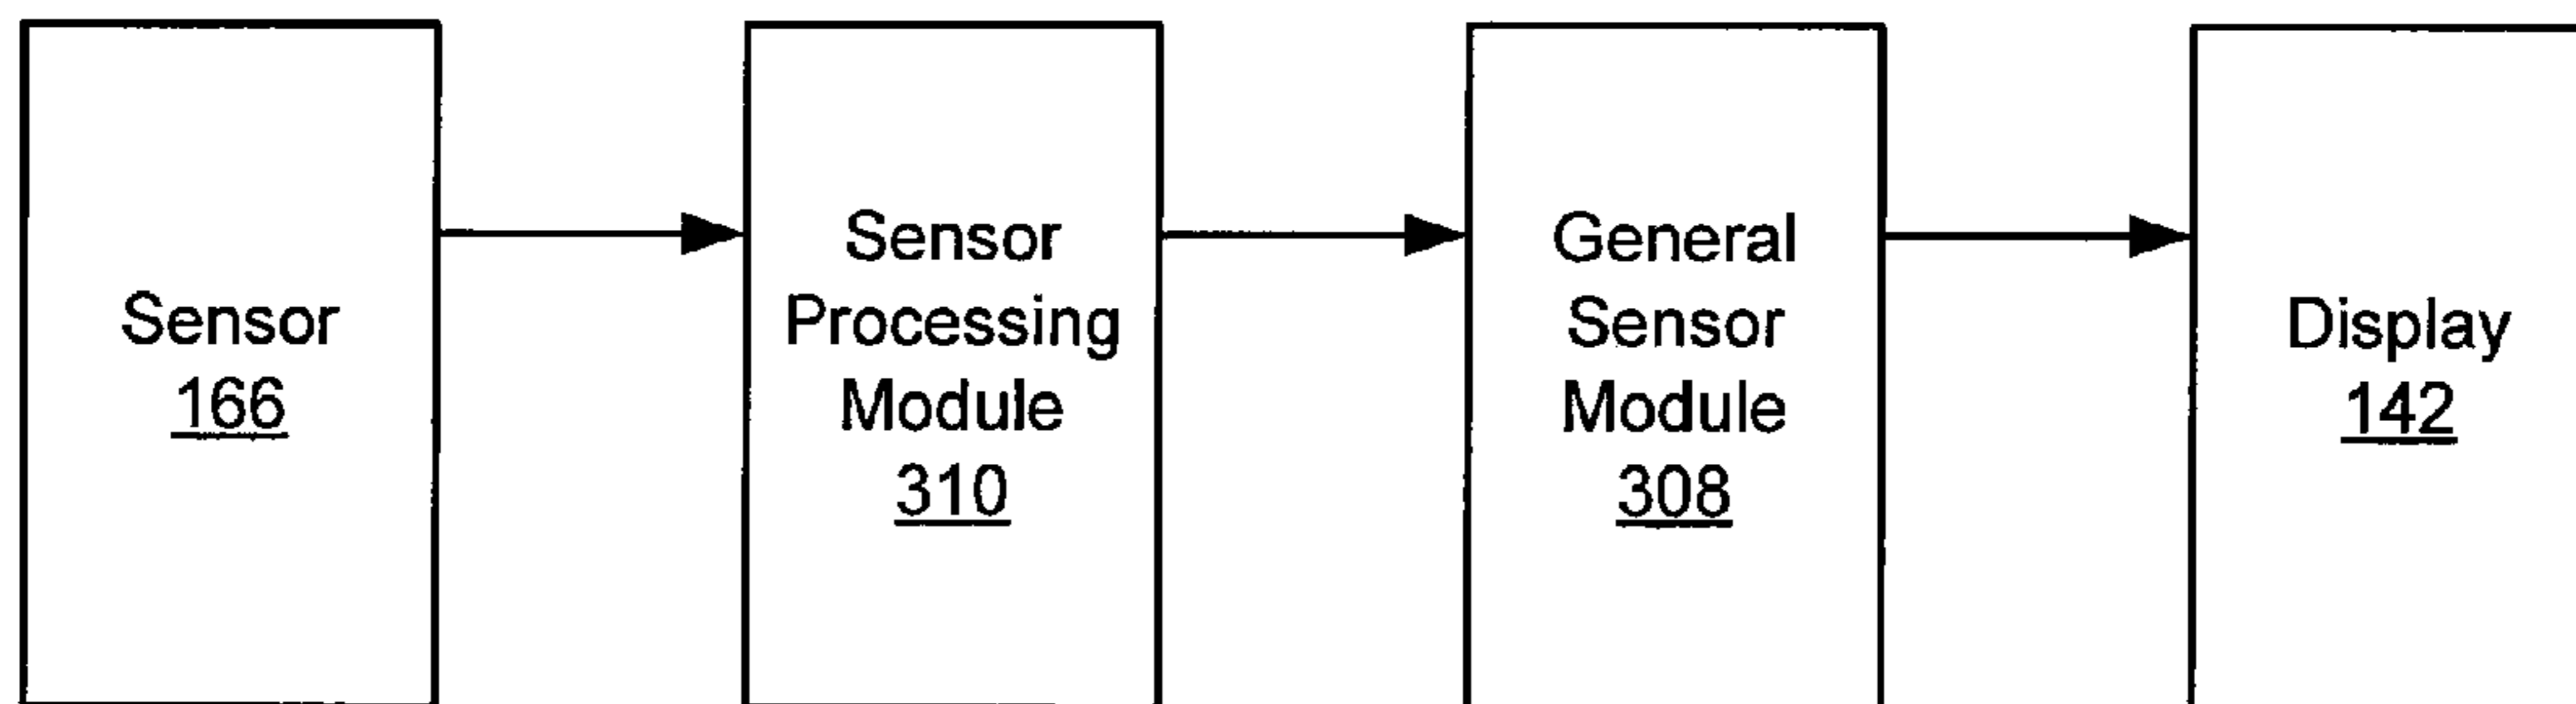 Sensor
166
Sensor
Processing
Module
310
General
Sensor
Module
308
Display
142